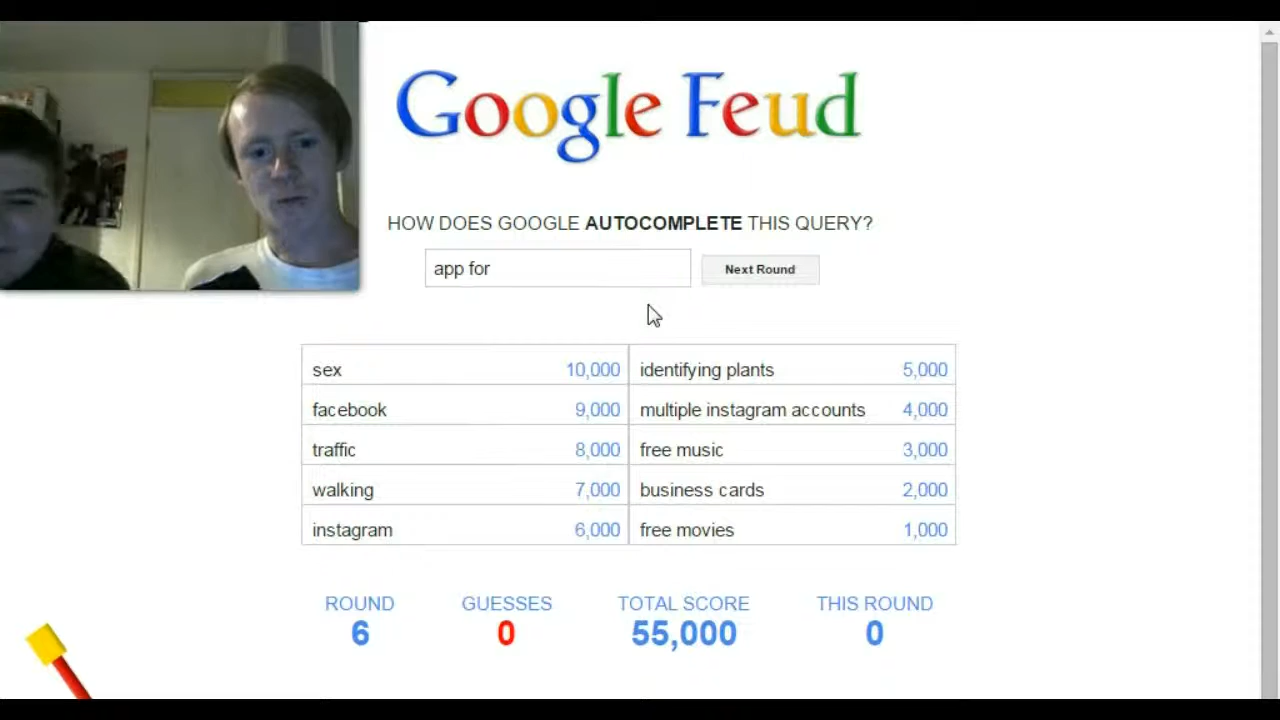 Google Feud
HOW DOES GOOGLE AUTOCOMPLETE THIS QUERY?
app for
Next Round
sex 10,000
identifying plants 5,000
facebook 9,000
multiple instagram accounts 4,000
traffic 8,000
free music 3,000
walking 7,000
business cards 2,000
instagram 6,000
free movies 1,000
ROUND GUESSES TOTAL SCORE THIS ROUND
6 0 55,000 0